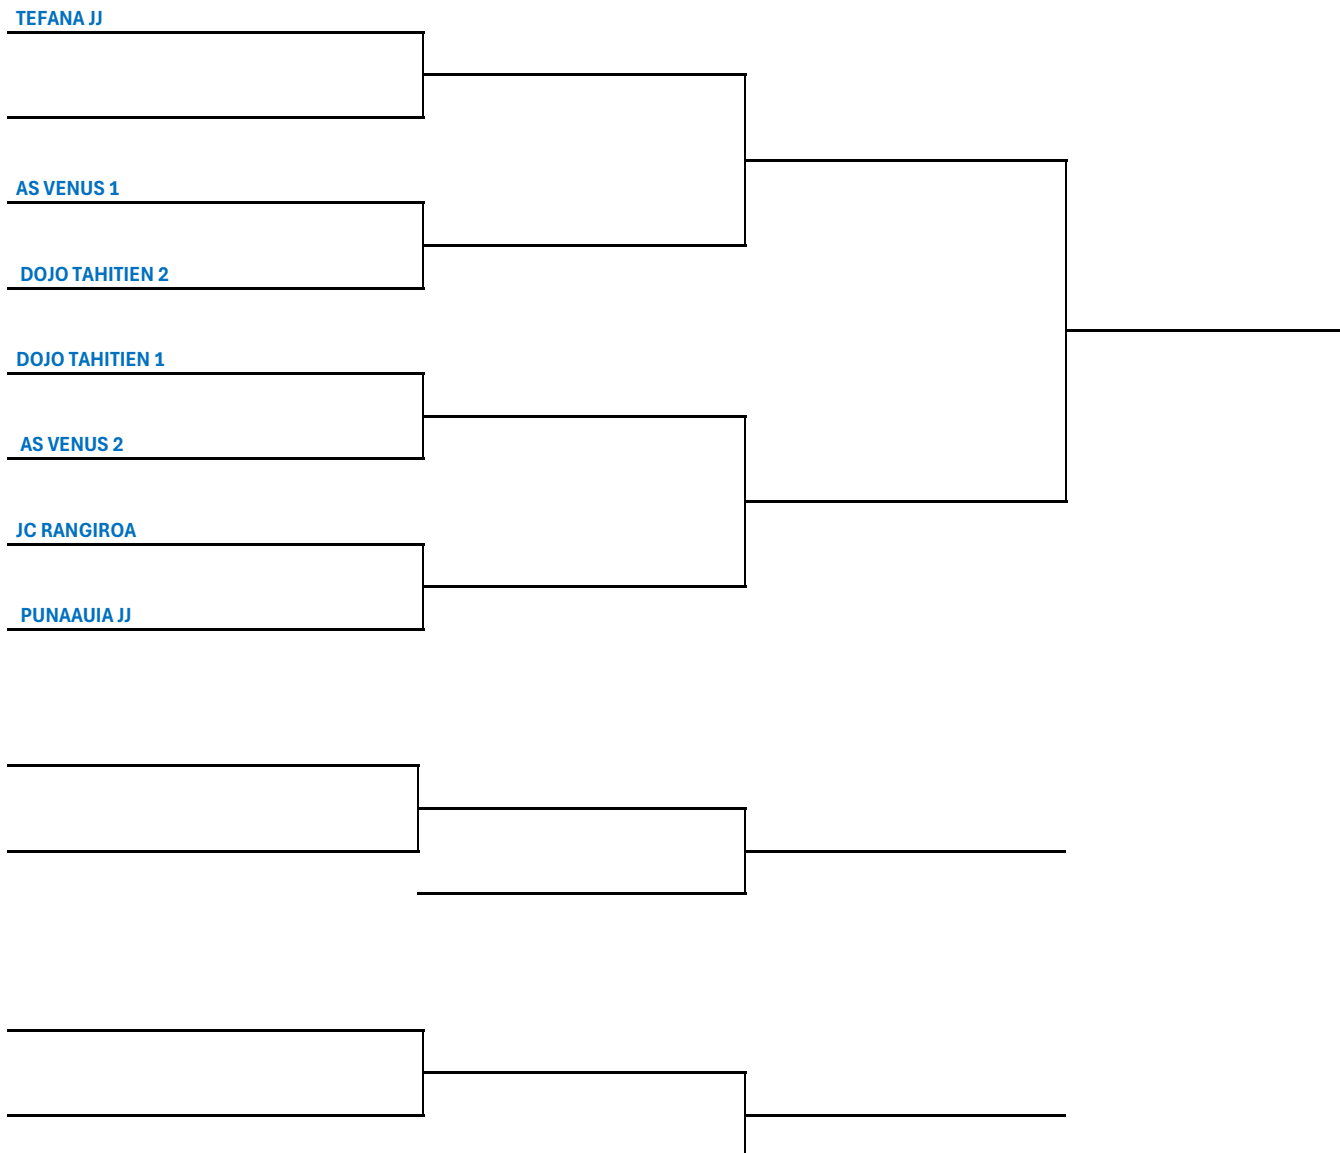 TEFANA JJ
AS VENUS 1
DOJO TAHITIEN 2
DOJO TAHITIEN 1
AS VENUS 2
JC RANGIROA
PUNAAUIA JJ